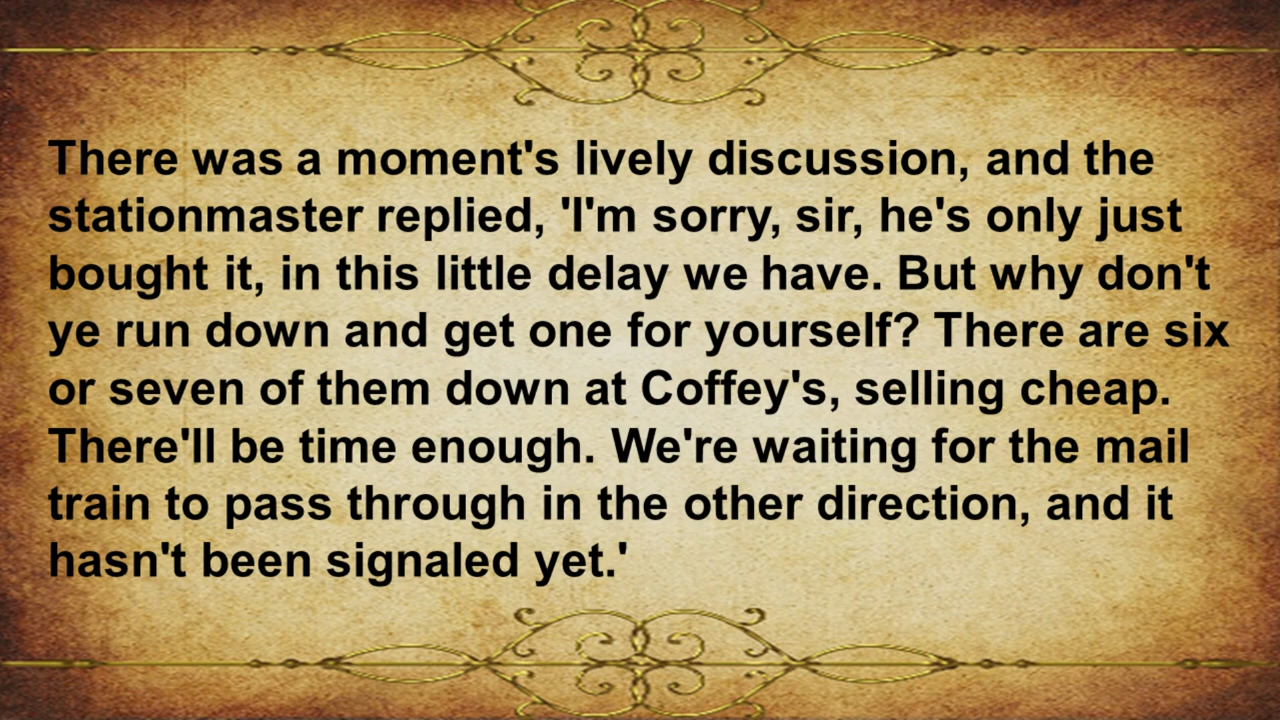 There was a moment's lively discussion, and the
stationmaster replied, 'I'm sorry, sir, he's only just
bought it, in this little delay we have. But why don't
ye run down and get one for yourself? There are six
or seven of them down at Coffey's, selling cheap.
There'll be time enough. We're waiting for the mail
train to pass through in the other direction, and it
hasn't been signaled yet.'